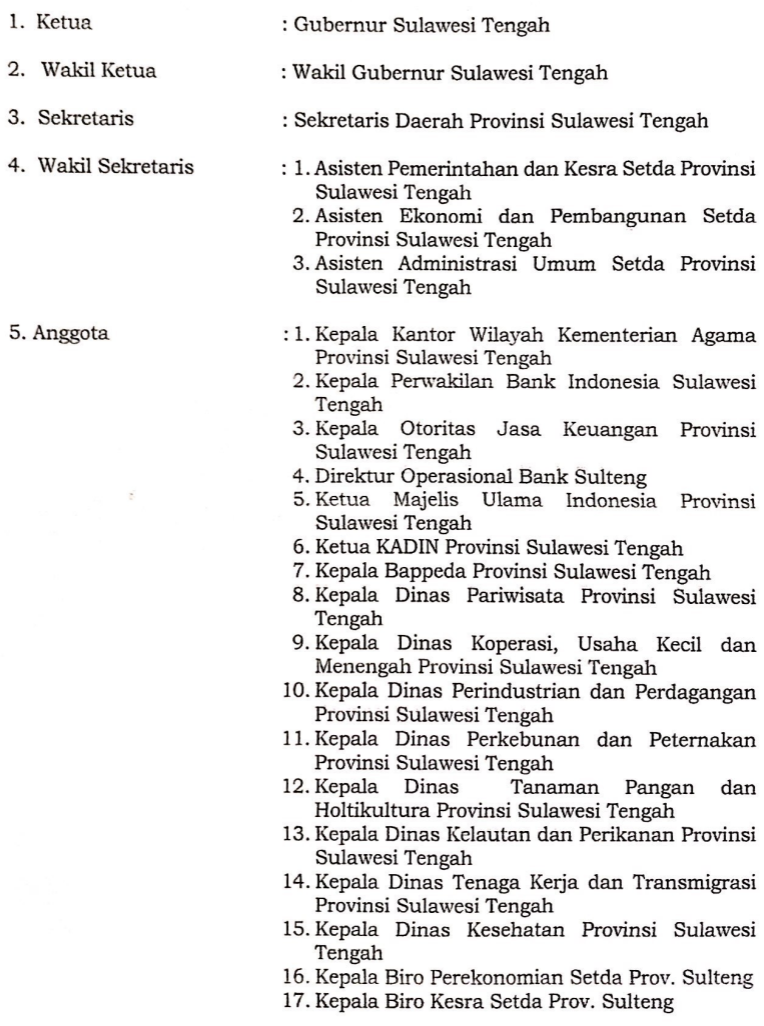 1. Ketua : Gubernur Sulawesi Tengah
2. Wakil Ketua : Wakil Gubernur Sulawesi Tengah
3. Sekretaris : Sekretaris Daerah Provinsi Sulawesi Tengah
4. Wakil Sekretaris : 1. Asisten Pemerintahan dan Kesra Setda Provinsi
Sulawesi Tengah
2. Asisten Ekonomi dan Pembangunan Setda
Provinsi Sulawesi Tengah
3. Asisten Administrasi Umum Setda Provinsi
Sulawesi Tengah
5. Anggota : 1. Kepala Kantor Wilayah Kementerian Agama
Provinsi Sulawesi Tengah
2. Kepala Perwakilan Bank Indonesia Sulawesi
Tengah
3. Kepala Otoritas Jasa Keuangan Provinsi
Sulawesi Tengah
4. Direktur Operasional Bank Sulteng
5. Ketua Majelis Ulama Indonesia Provinsi
Sulawesi Tengah
6. Ketua KADIN Provinsi Sulawesi Tengah
7. Kepala Bappeda Provinsi Sulawesi Tengah
8. Kepala Dinas Pariwisata Provinsi Sulawesi
Tengah
9. Kepala Dinas Koperasi, Usaha Kecil dan
Menengah Provinsi Sulawesi Tengah
10. Kepala Dinas Perindustrian dan Perdagangan
Provinsi Sulawesi Tengah
11. Kepala Dinas Perkebunan dan Peternakan
Provinsi Sulawesi Tengah
12. Kepala Dinas Tanaman Pangan dan
Holtikultura Provinsi Sulawesi Tengah
13. Kepala Dinas Kelautan dan Perikanan Provinsi
Sulawesi Tengah
14. Kepala Dinas Tenaga Kerja dan Transmigrasi
Provinsi Sulawesi Tengah
15. Kepala Dinas Kesehatan Provinsi Sulawesi
Tengah
16. Kepala Biro Perekonomian Setda Prov. Sulteng
17. Kepala Biro Kesra Setda Prov. Sulteng